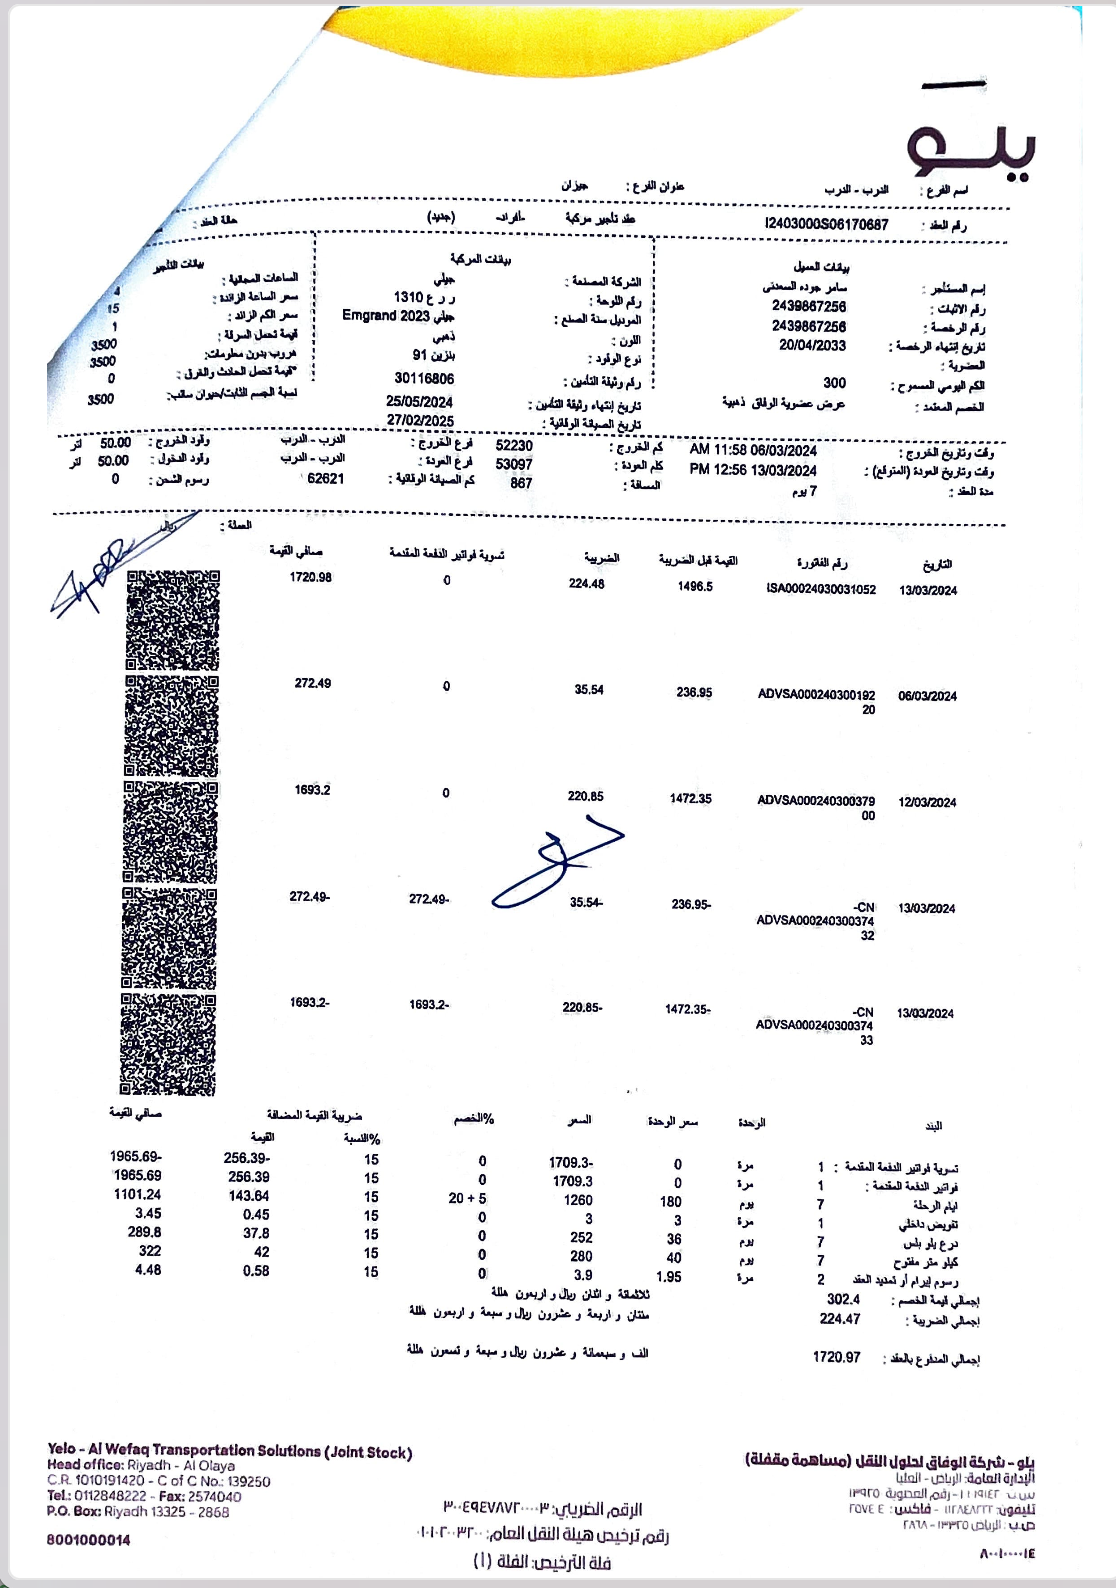 يلو
اسم الفرع : الدرب - الدرب عنوان الفرع : جيزان
رقم العقد : I2403000S06170687 عقد تأجير مركبة -أفراد- (جديد) حالة العقد :
بيانات العميل بيانات المركبة بيانات التأجير
إسم المستأجر : سامر جوده السعدني الشركة المصنعة : جيلي الساعات المجانية : 4
رقم الاثبات : 2439867256 رقم اللوحة : ر ر ع 1310 سعر الساعة الزائدة : 15
رقم الرخصة : 2439867256 الموديل سنة الصنع : جيلي Emgrand 2023 سعر الكم الزائد : 1
تاريخ إنتهاء الرخصة : 20/04/2033 اللون : ذهبي قيمة تحمل السرقة : 3500
العضوية : نوع الوقود : بنزين 91 هروب بدون معلومات: 3500
الكم اليومي المسموح : 300 رقم وثيقة التأمين : 30116806 *قيمة تحمل الحادث والغرق : 0
الخصم المعتمد : عرض عضوية الوفاق ذهبية تاريخ إنتهاء وثيقة التأمين : 25/05/2024 نسبة الجسم الثابت/حيوان سائب: 3500
تاريخ الصيانة الوقائية : 27/02/2025
وقت وتاريخ الخروج : 06/03/2024 11:58 AM كم الخروج : 52230 فرع الخروج : الدرب - الدرب وقود الخروج : 50.00 لتر
وقت وتاريخ العودة (المتوقع) : 13/03/2024 12:56 PM كلم العودة : 53097 فرع العودة : الدرب - الدرب وقود الدخول : 50.00 لتر
مدة العقد : 7 يوم المسافة : 867 كم الصيانة الوقائية : 62621 رسوم الشحن : 0
العملة : ريال
التاريخ رقم الفاتورة القيمة قبل الضريبة الضريبة تسوية فواتير الدفعة المقدمة صافي القيمة
13/03/2024 ISA00024030031052 1496.5 224.48 0 1720.98
06/03/2024 ADVSA000240300192 236.95 35.54 0 272.49
20
12/03/2024 ADVSA000240300379 1472.35 220.85 0 1693.2
00
13/03/2024 -CN 236.95- 35.54- 272.49- 272.49-
ADVSA000240300374
32
13/03/2024 -CN 1472.35- 220.85- 1693.2- 1693.2-
ADVSA000240300374
33
البند الوحدة سعر الوحدة السعر %الخصم ضريبة القيمة المضافة صافي القيمة
%النسبة القيمة
تسوية فواتير الدفعة المقدمة : 1 مرة 0 1709.3- 0 15 256.39- 1965.69-
فواتير الدفعة المقدمة : 1 مرة 0 1709.3 0 15 256.39 1965.69
ايام الرحلة 7 يوم 180 1260 20 + 5 15 143.64 1101.24
تفويض داخلي 1 مرة 3 3 0 15 0.45 3.45
درع يلو بلس 7 يوم 36 252 0 15 37.8 289.8
كيلو متر مفتوح 7 يوم 40 280 0 15 42 322
رسوم إبرام أو تمديد العقد 2 مرة 1.95 3.9 0 15 0.58 4.48
إجمالي قيمة الخصم : 302.4 ثلاثمائة و اثنان ريال و اربعون هللة
إجمالي الضريبة : 224.47 مئتان و اربعة و عشرون ريال و سبعة و اربعون هللة
إجمالي المدفوع بالعقد : 1720.97 الف و سبعمائة و عشرون ريال و سبعة و تسعون هللة
Yelo - Al Wefaq Transportation Solutions (Joint Stock)
Head office: Riyadh - Al Olaya
C.R. 1010191420 - C of C No.: 139250
Tel.: 0112848222 - Fax: 2574040
P.O. Box: Riyadh 13325 - 2868
8001000014
الرقم الضريبي: ٣٠٠٤٩٤٧٨٧٢٠٠٠٠٣
رقم ترخيص هيئة النقل العام:
فئة الترخيص: الفئة (أ)
يلو - شركة الوفاق لحلول النقل (مساهمة مقفلة)
الإدارة العامة: الرياض - العليا
رقم العضوية ١٣٩٢٥٠
تليفون: ٠١١٢٨٤٨٢٢٢ - فاكس: ٢٥٧٤٠٤٠
ص.ب: الرياض ١٣٣٢٥ - ٢٨٦٨
٨٠٠١٠٠٠٠١٤